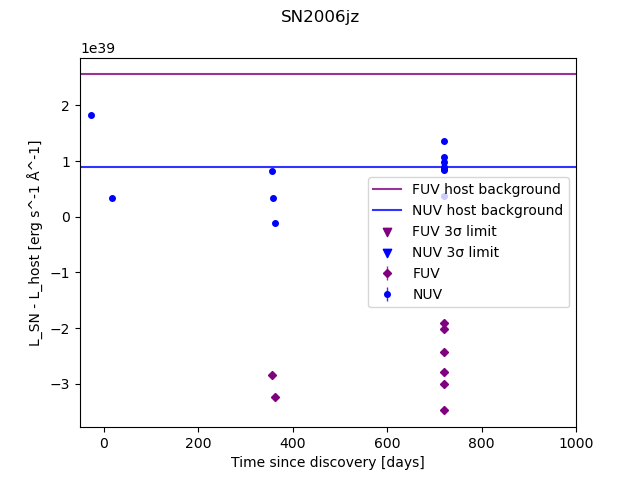 SN2006jz
1e39
L_SN - L_host [erg s^-1 Å^-1]
2
1
0
−1
−2
−3
FUV host background
NUV host background
FUV 3σ limit
NUV 3σ limit
FUV
NUV
0 200 400 600 800 1000
Time since discovery [days]